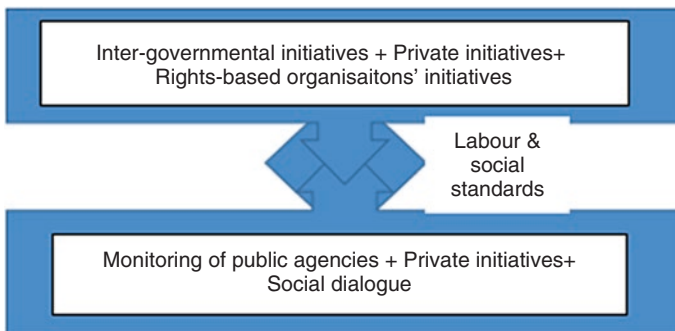 Inter-governmental initiatives + Private initiatives+
Rights-based organisaitons’ initiatives
Labour &
social
standards
Monitoring of public agencies + Private initiatives+
Social dialogue